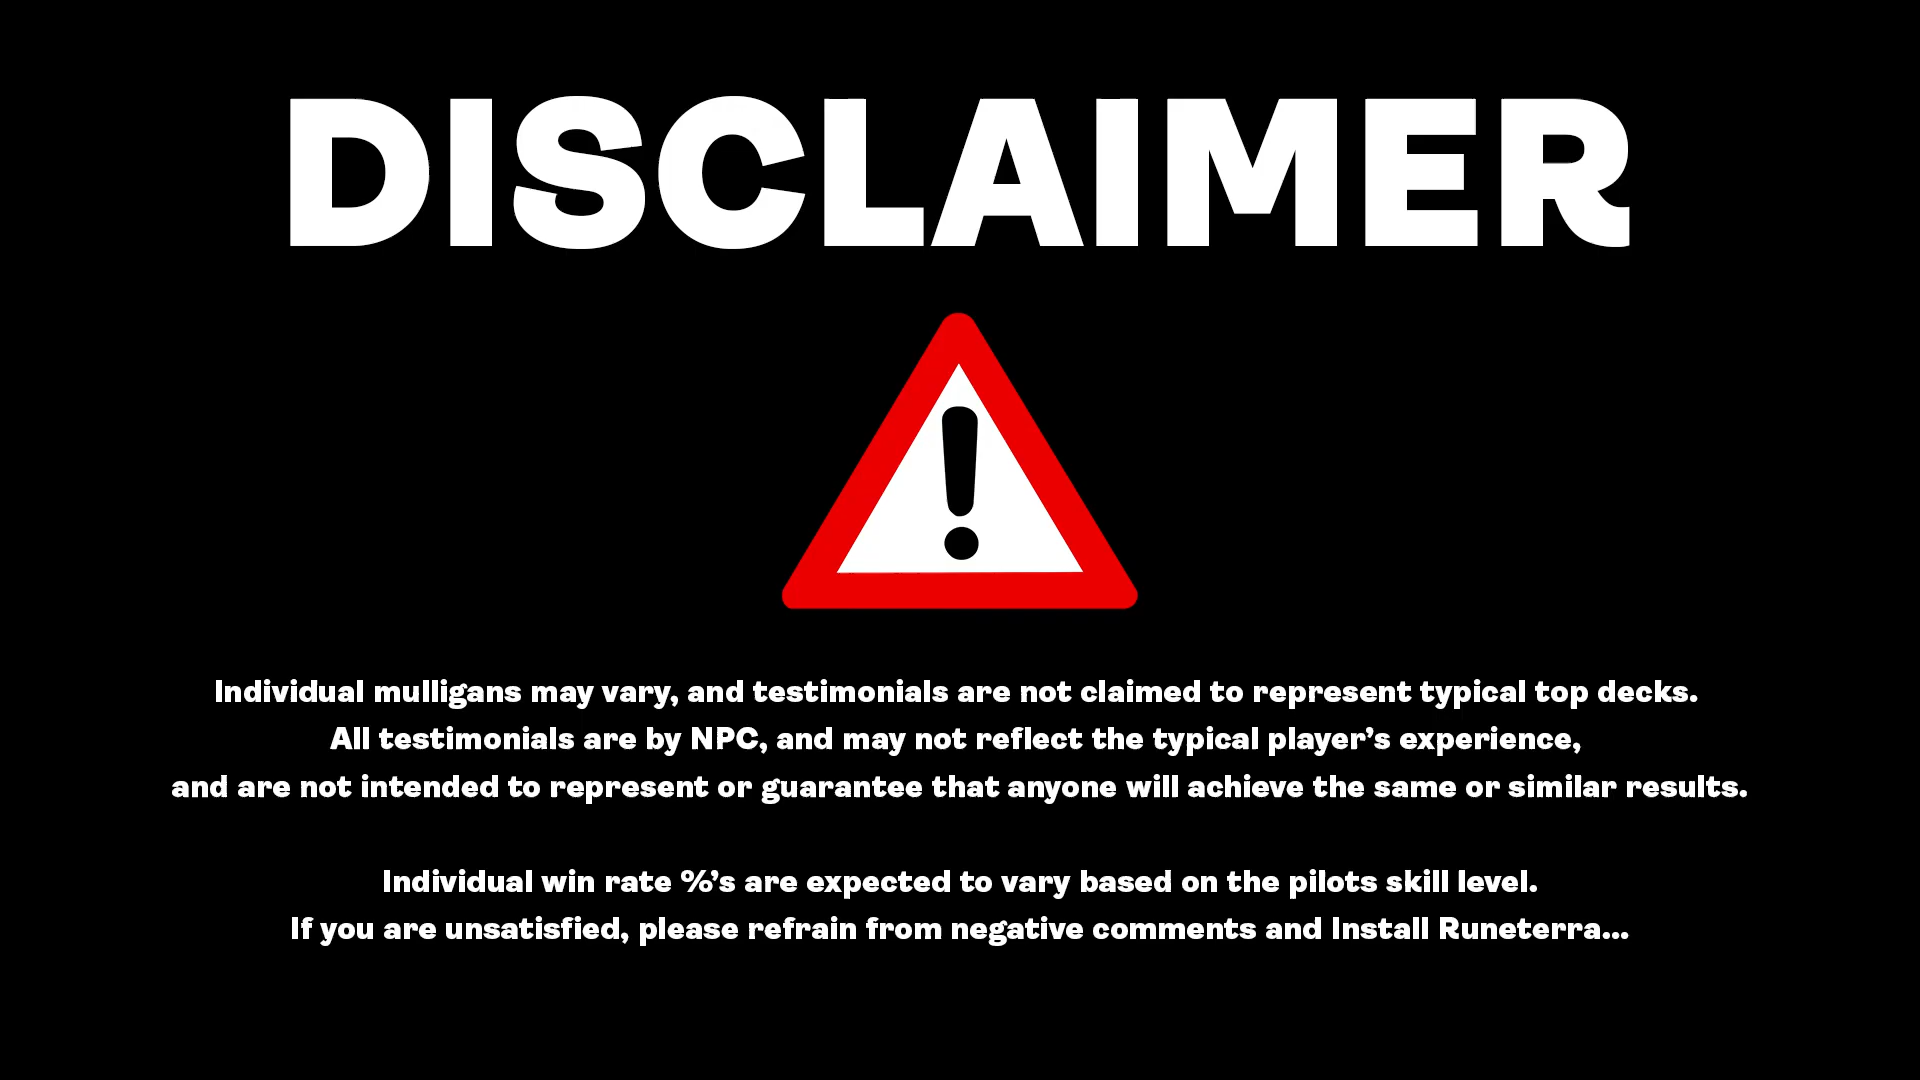 DISCLAIMER
!
Individual mulligans may vary, and testimonials are not claimed to represent typical top decks.
All testimonials are by NPC, and may not reflect the typical player’s experience,
and are not intended to represent or guarantee that anyone will achieve the same or similar results.
Individual win rate %’s are expected to vary based on the pilots skill level.
If you are unsatisfied, please refrain from negative comments and Install Runeterra...